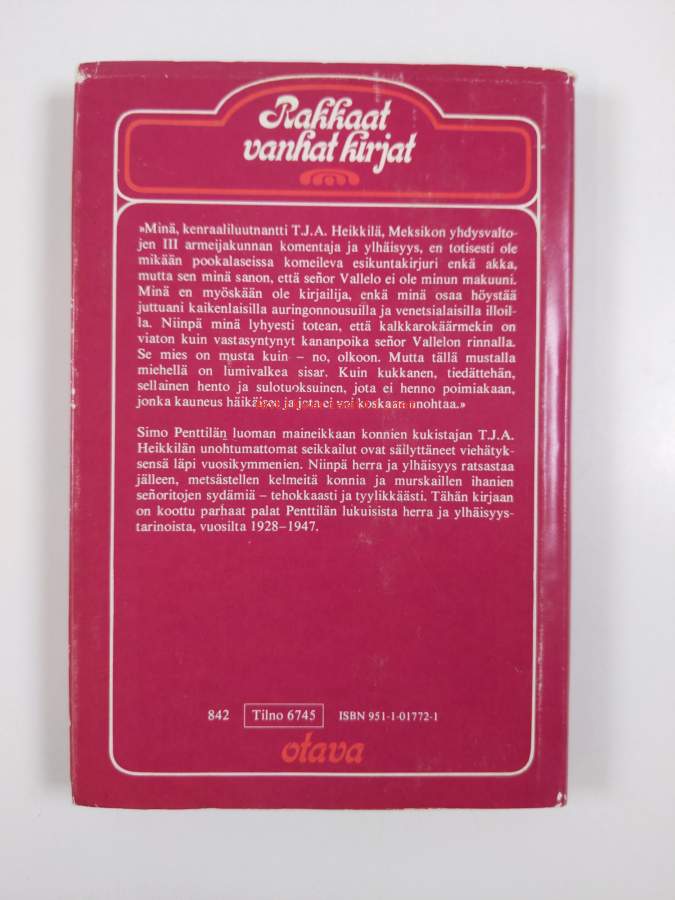 Rakkaat
vanhat kirjat
»Minä, kenraaliluutnantti T.J.A. Heikkilä, Meksikon yhdysvalto-
jen III armeijakunnan komentaja ja ylhäisyys, en totisesti ole
mikään pookalaseissa komeileva esikuntakirjuri enkä akka,
mutta sen minä sanon, että señor Vallelo ei ole minun makuuni.
Minä en myöskään ole kirjailija, enkä minä osaa höystää
juttuani kaikenlaisilla auringonnousuilla ja venetsialaisilla illoil-
la. Niinpä minä lyhyesti totean, että kalkkarokäärmekin on
viaton kuin vastasyntynyt kananpoika señor Vallelon rinnalla.
Se mies on musta kuin – no, olkoon. Mutta tällä mustalla
miehellä on lumivalkea sisar. Kuin kukkanen, tiedättehän,
sellainen hento ja sulotuoksuinen, jota ei henno poimiakaan,
jonka kauneus häikäisee ja jota ei voi koskaan unohtaa.»
Simo Penttilän luoman maineikkaan konnien kukistajan T.J.A.
Heikkilän unohtumattomat seikkailut ovat säilyttäneet viehätyk-
sensä läpi vuosikymmenien. Niinpä herra ja ylhäisyys ratsastaa
jälleen, metsästellen kelmeitä konnia ja murskaillen ihanien
señoritojen sydämiä – tehokkaasti ja tyylikkäästi. Tähän kirjaan
on koottu parhaat palat Penttilän lukuisista herra ja ylhäisyys-
tarinoista, vuosilta 1928–1947.
842 Tilno 6745 ISBN 951-1-01772-1
otava